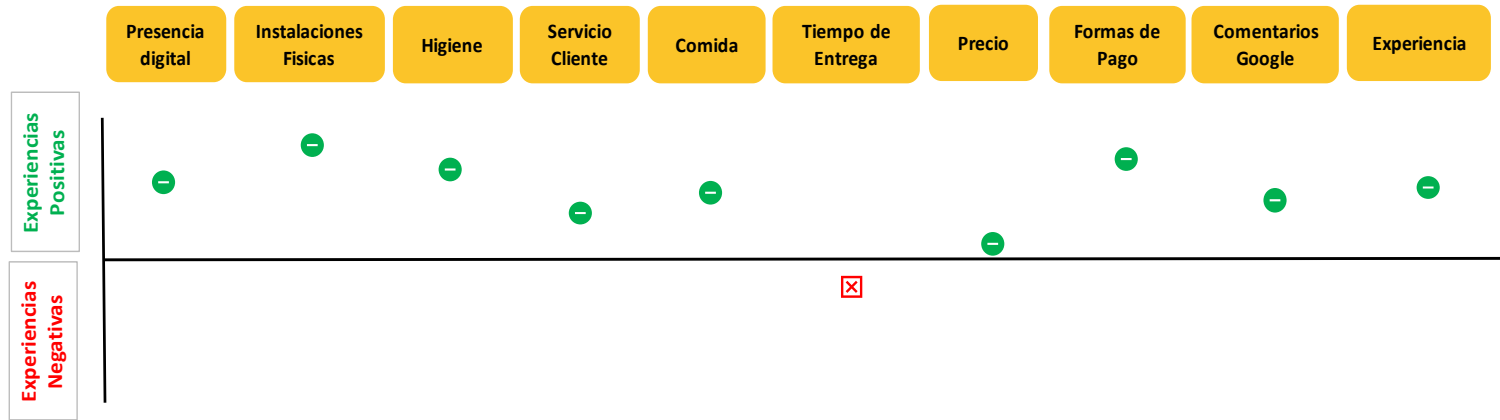 Presencia
digital
Instalaciones
Fisicas
Higiene
Servicio
Cliente
Comida
Tiempo de
Entrega
Precio
Formas de
Pago
Comentarios
Google
Experiencia
Experiencias
Positivas
Experiencias
Negativas